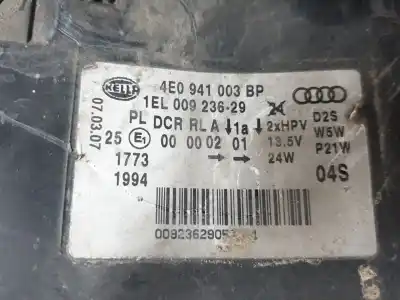 HELLA
4E0 941 003 BP
1EL 009 236-29
07.03.07
PL DCR RL A ↓1a↓ 2xHPV D2S
W5W
25 E1 00 00 02 01 13.5V P21W
1773 → → 24W
1994 04S